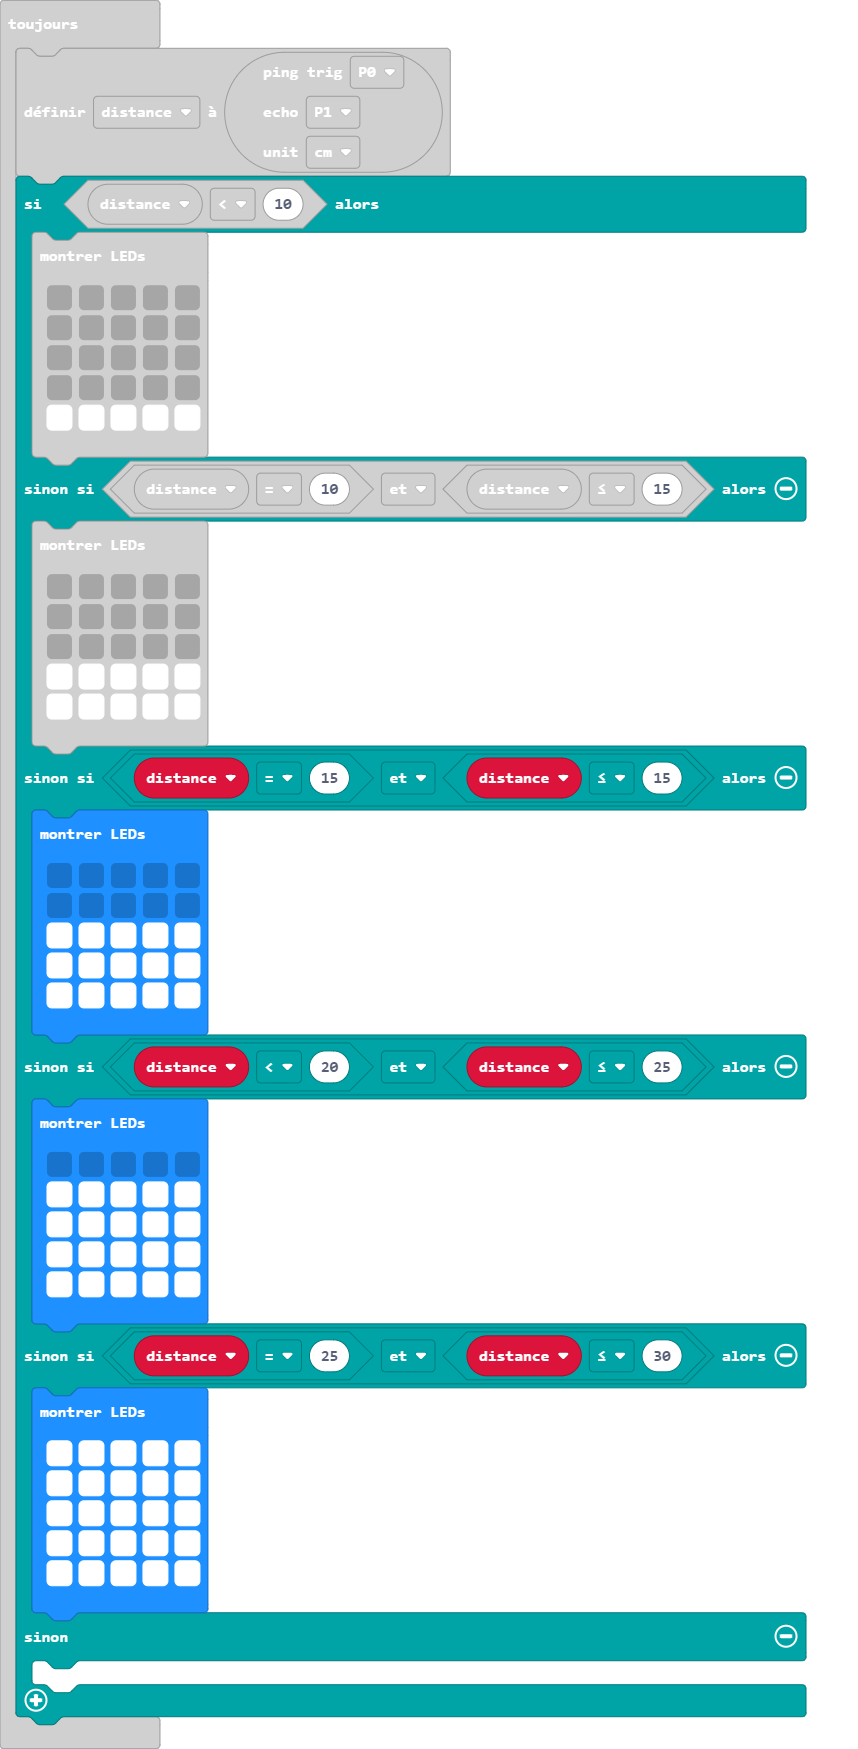 toujours
ping trig P0
définir distance à echo P1
unit cm
si distance < 10 alors
montrer LEDs
sinon si distance = 10 et distance ≤ 15 alors
montrer LEDs
sinon si distance = 15 et distance ≤ 15 alors
montrer LEDs
sinon si distance < 20 et distance ≤ 25 alors
montrer LEDs
sinon si distance = 25 et distance ≤ 30 alors
montrer LEDs
sinon